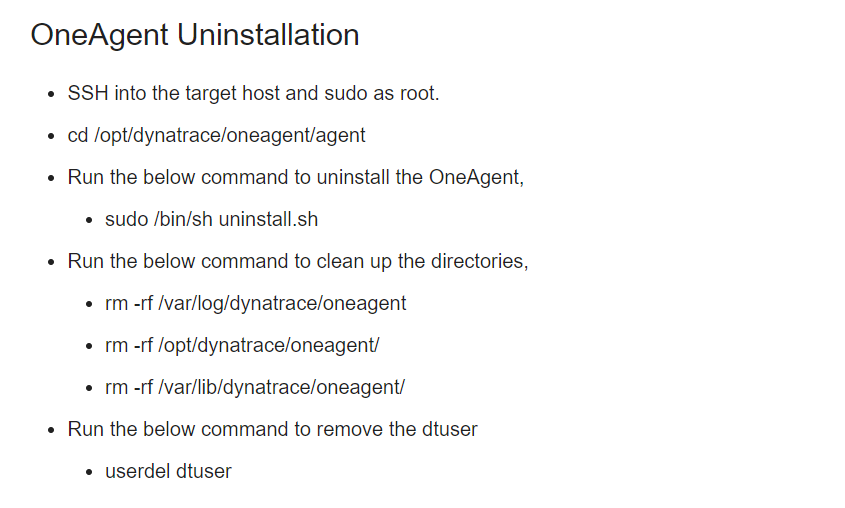 OneAgent Uninstallation
SSH into the target host and sudo as root.
cd /opt/dynatrace/oneagent/agent
Run the below command to uninstall the OneAgent,
sudo /bin/sh uninstall.sh
Run the below command to clean up the directories,
rm -rf /var/log/dynatrace/oneagent
rm -rf /opt/dynatrace/oneagent/
rm -rf /var/lib/dynatrace/oneagent/
Run the below command to remove the dtuser
userdel dtuser